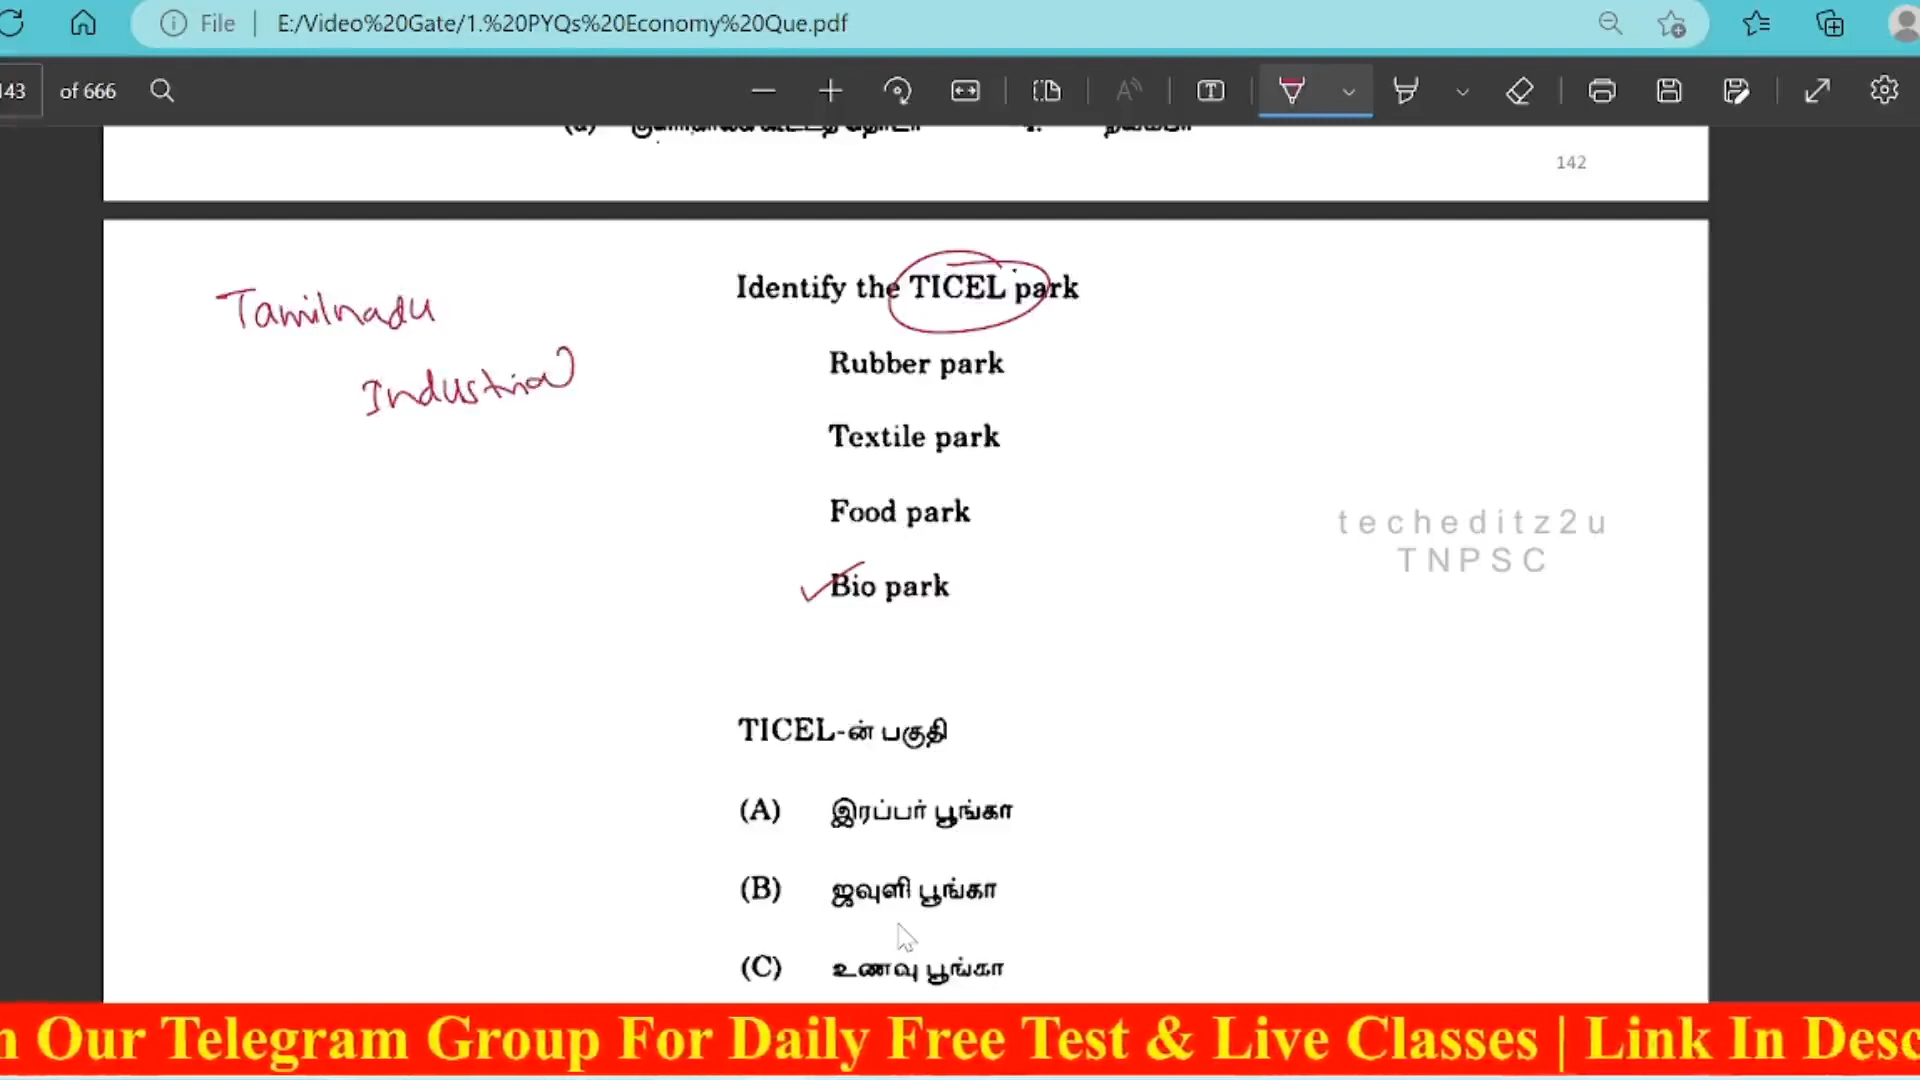 File | E:/Video%20Gate/1.%20PYQs%20Economy%20Que.pdf
143 of 666
142
Tamilnadu
Industrial
Identify the TICEL park
Rubber park
Textile park
Food park
Bio park
techeditz2u
TNPSC
TICEL-ன் பகுதி
(A) இரப்பர் பூங்கா
(B) ஜவுளி பூங்கா
(C) உணவு பூங்கா
n Our Telegram Group For Daily Free Test & Live Classes | Link In Desc